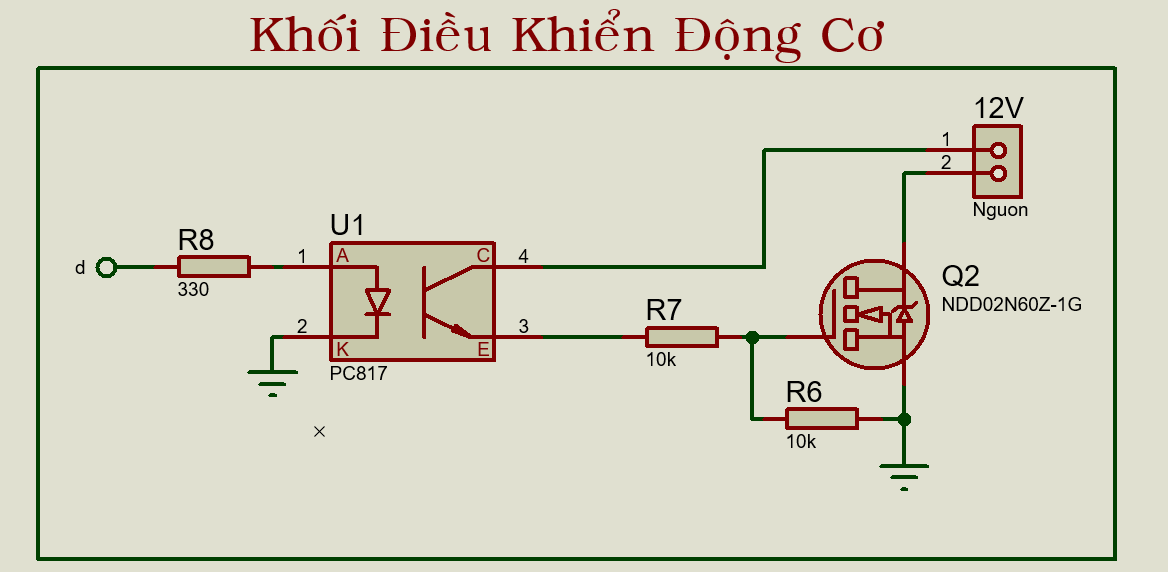 Khối Điều Khiển Động Cơ
12V
1
2
Nguon
U1
R8
d
330
1
A
C
4
2
K
E
3
PC817
R7
10k
Q2
NDD02N60Z-1G
R6
10k